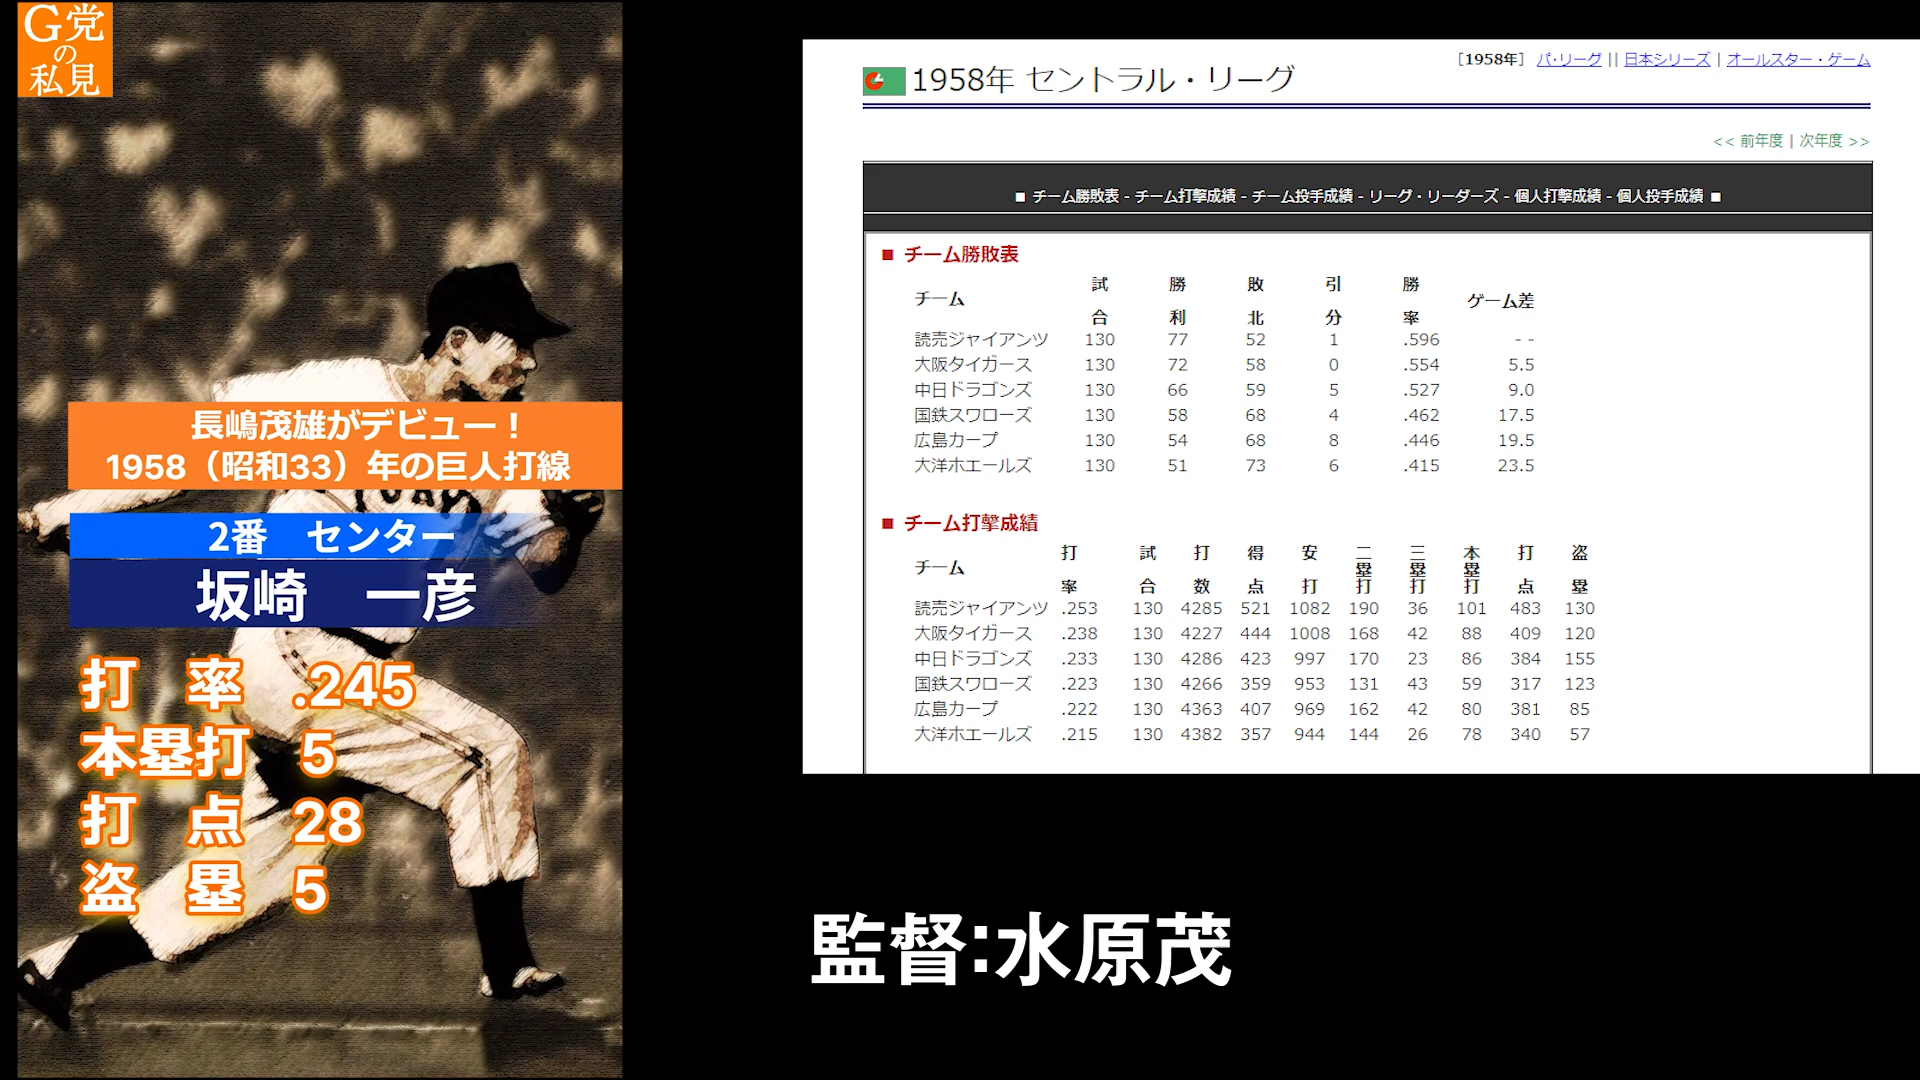 G党
の
私見
長嶋茂雄がデビュー！
1958（昭和33）年の巨人打線
2番　センター
坂崎　一彦
打　率　.245
本塁打　5
打　点　28
盗　塁　5
［1958年］ パ・リーグ || 日本シリーズ | オールスター・ゲーム
1958年 セントラル・リーグ
<< 前年度 | 次年度 >>
■ チーム勝敗表 - チーム打撃成績 - チーム投手成績 - リーグ・リーダーズ - 個人打撃成績 - 個人投手成績 ■
■ チーム勝敗表
チーム 試合 勝利 敗北 引分 勝率 ゲーム差
読売ジャイアンツ 130 77 52 1 .596 - -
大阪タイガース 130 72 58 0 .554 5.5
中日ドラゴンズ 130 66 59 5 .527 9.0
国鉄スワローズ 130 58 68 4 .462 17.5
広島カープ 130 54 68 8 .446 19.5
大洋ホエールズ 130 51 73 6 .415 23.5
■ チーム打撃成績
チーム 打率 試合 打数 得点 安打 二塁打 三塁打 本塁打 打点 盗塁
読売ジャイアンツ .253 130 4285 521 1082 190 36 101 483 130
大阪タイガース .238 130 4227 444 1008 168 42 88 409 120
中日ドラゴンズ .233 130 4286 423 997 170 23 86 384 155
国鉄スワローズ .223 130 4266 359 953 131 43 59 317 123
広島カープ .222 130 4363 407 969 162 42 80 381 85
大洋ホエールズ .215 130 4382 357 944 144 26 78 340 57
監督:水原茂